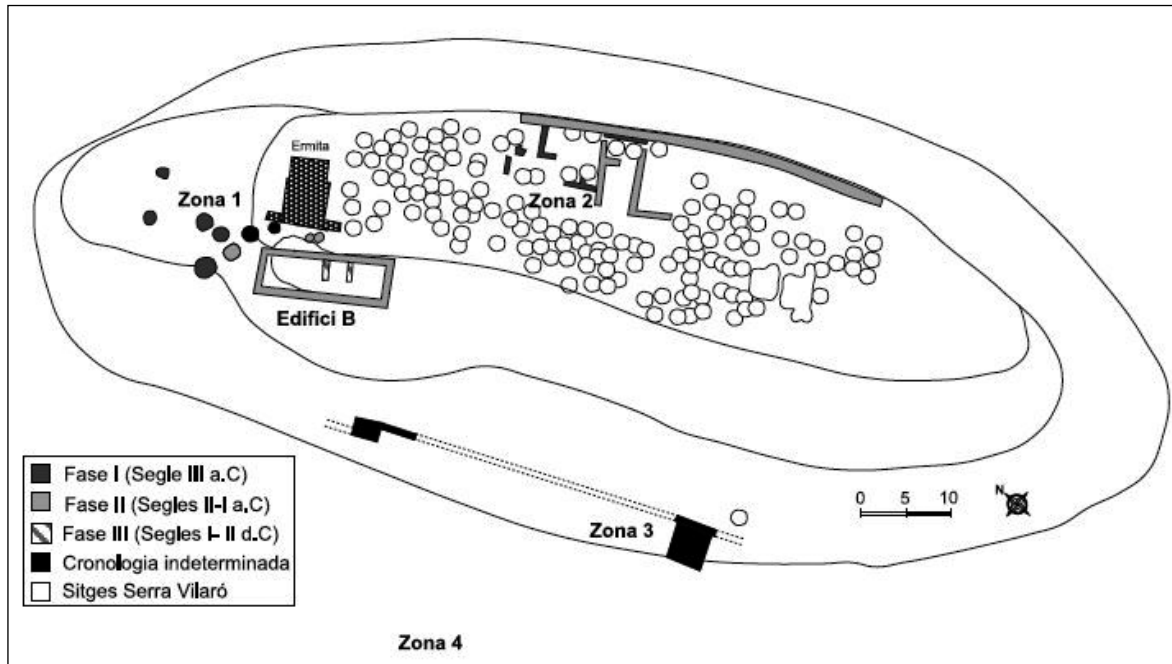 Ermita
Zona 1
Zona 2
Edifici B
Fase I (Segle III a.C)
Fase II (Segles II-I a.C)
Fase III (Segles I- II d.C)
Cronologia indeterminada
Sitges Serra Vilaró
0 5 10
N
Zona 3
Zona 4